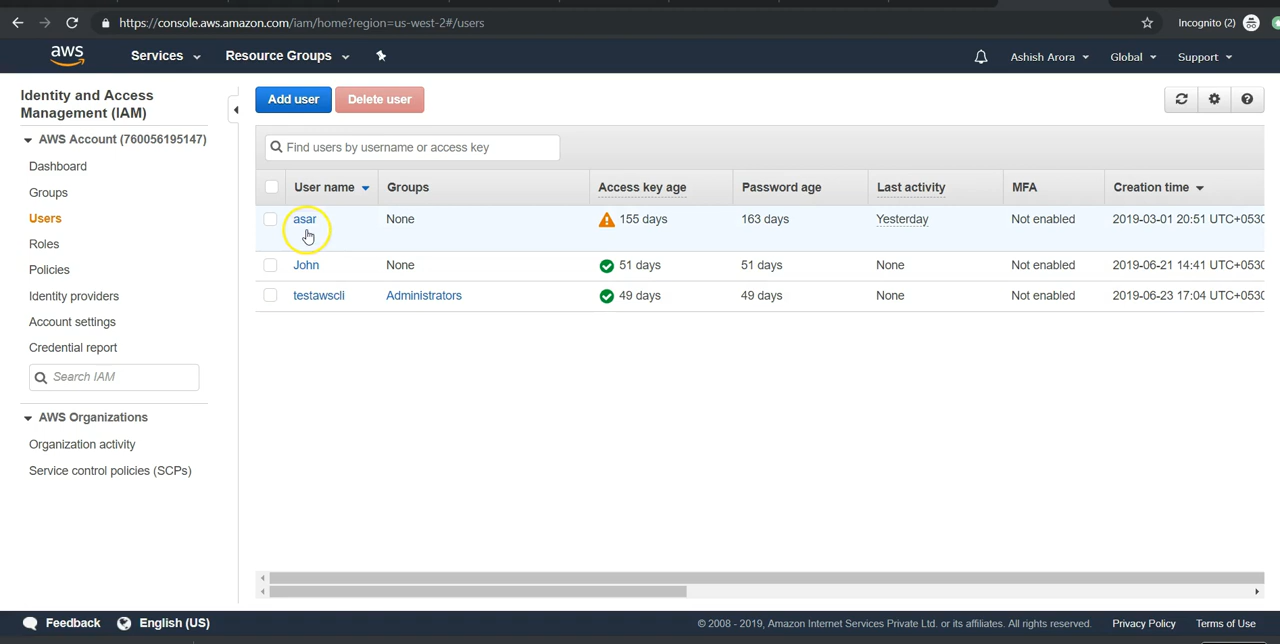 https://console.aws.amazon.com/iam/home?region=us-west-2#/users
Incognito (2)
aws
Services
Resource Groups
Ashish Arora
Global
Support
Identity and Access
Management (IAM)
AWS Account (760056195147)
Dashboard
Groups
Users
Roles
Policies
Identity providers
Account settings
Credential report
Search IAM
AWS Organizations
Organization activity
Service control policies (SCPs)
Add user
Delete user
Find users by username or access key
User name Groups Access key age Password age Last activity MFA Creation time
asar None 155 days 163 days Yesterday Not enabled 2019-03-01 20:51 UTC+0530
John None 51 days 51 days None Not enabled 2019-06-21 14:41 UTC+0530
testawscli Administrators 49 days 49 days None Not enabled 2019-06-23 17:04 UTC+0530
Feedback
English (US)
© 2008 - 2019, Amazon Internet Services Private Ltd. or its affiliates. All rights reserved.
Privacy Policy
Terms of Use